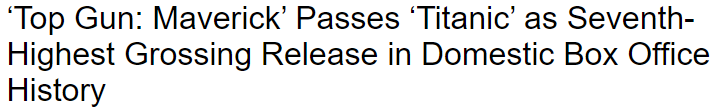 ‘Top Gun: Maverick’ Passes ‘Titanic’ as Seventh-
Highest Grossing Release in Domestic Box Office
History